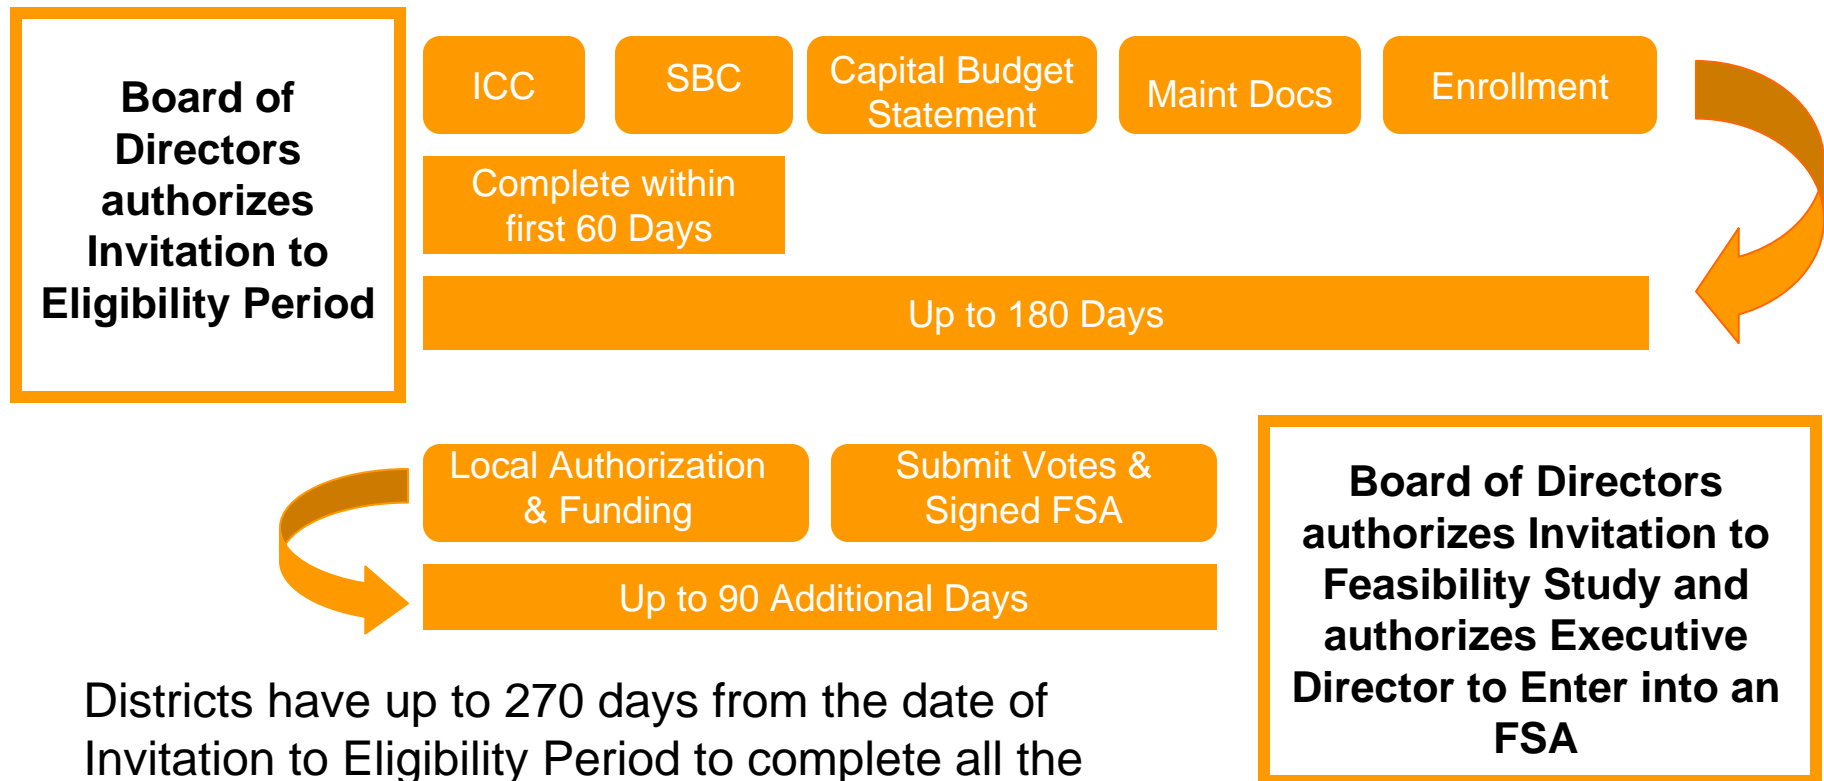 Board of
Directors
authorizes
Invitation to
Eligibility Period
ICC
SBC
Capital Budget
Statement
Maint Docs
Enrollment
Complete within
first 60 Days
Up to 180 Days
Local Authorization
& Funding
Submit Votes &
Signed FSA
Up to 90 Additional Days
Board of Directors
authorizes Invitation to
Feasibility Study and
authorizes Executive
Director to Enter into an
FSA
Districts have up to 270 days from the date of
Invitation to Eligibility Period to complete all the